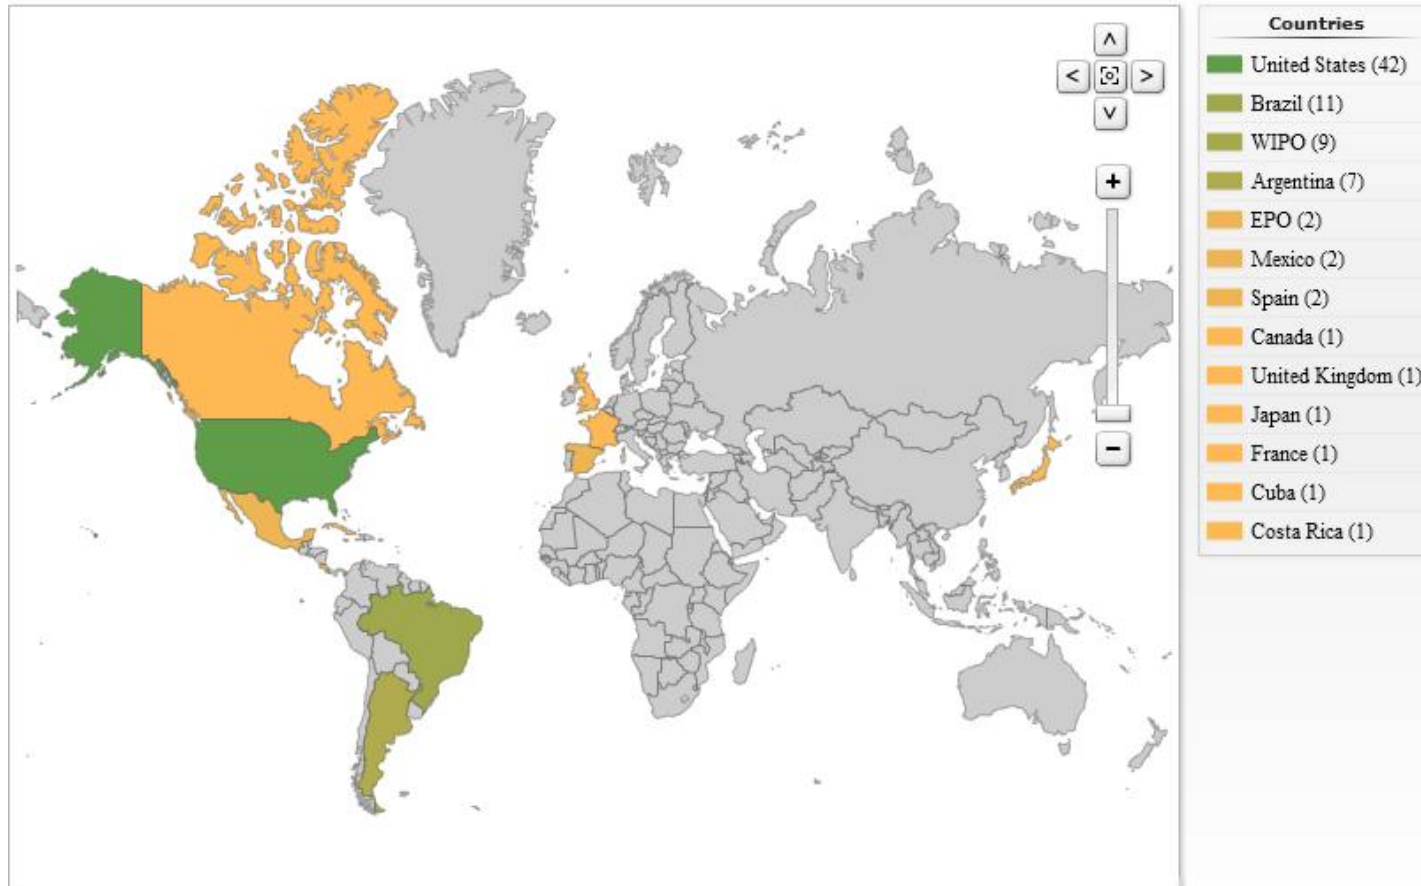 Countries
United States (42)
Brazil (11)
WIPO (9)
Argentina (7)
EPO (2)
Mexico (2)
Spain (2)
Canada (1)
United Kingdom (1)
Japan (1)
France (1)
Cuba (1)
Costa Rica (1)